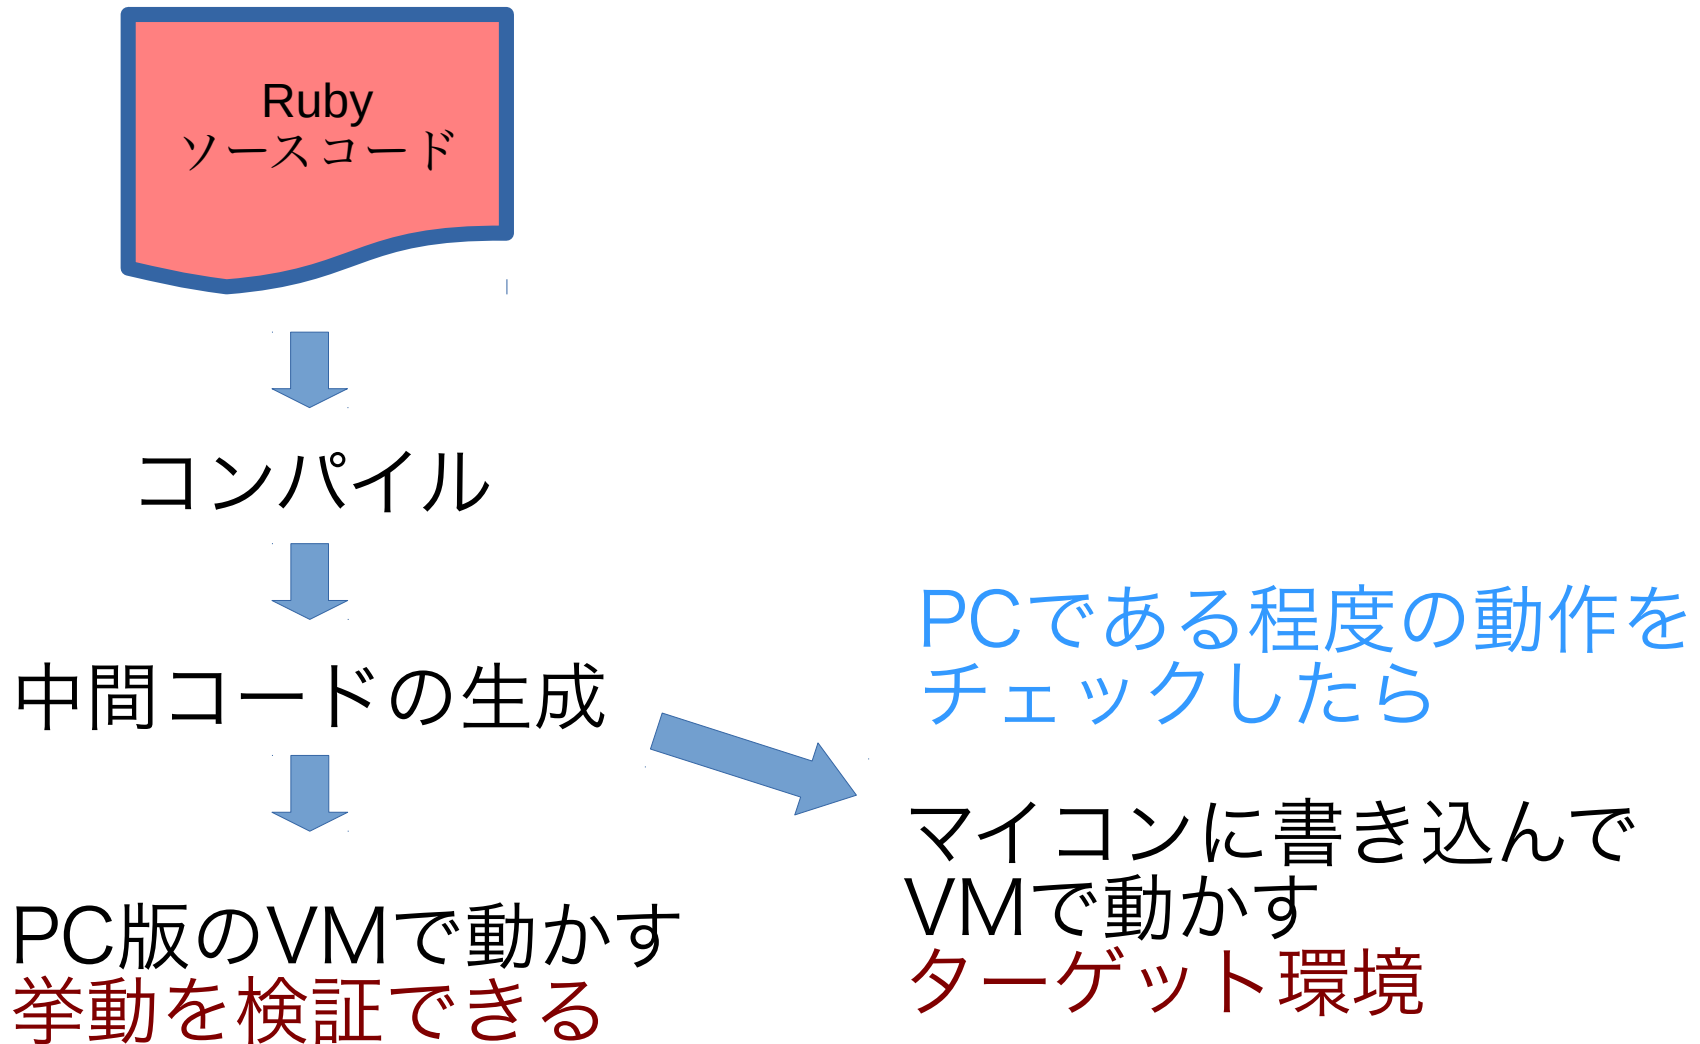 Ruby
ソースコード
コンパイル
中間コードの生成
PC版のVMで動かす
挙動を検証できる
PCである程度の動作を
チェックしたら
マイコンに書き込んで
VMで動かす
ターゲット環境